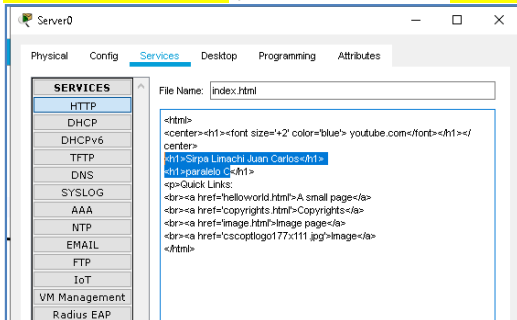 Server0
Physical Config Services Desktop Programming Attributes
SERVICES
HTTP
DHCP
DHCPv6
TFTP
DNS
SYSLOG
AAA
NTP
EMAIL
FTP
IoT
VM Management
Radius EAP
File Name: index.html
<html>
<center><h1><font size='+2' color='blue'> youtube.com</font></h1></
center>
<h1>Sirpa Limachi Juan Carlos</h1>
<h1>paralelo C</h1>
<p>Quick Links:
<br><a href='helloworld.html'>A small page</a>
<br><a href='copyrights.html'>Copyrights</a>
<br><a href='image.html'>Image page</a>
<br><a href='cscoptlogo177x111.jpg'>Image</a>
</html>